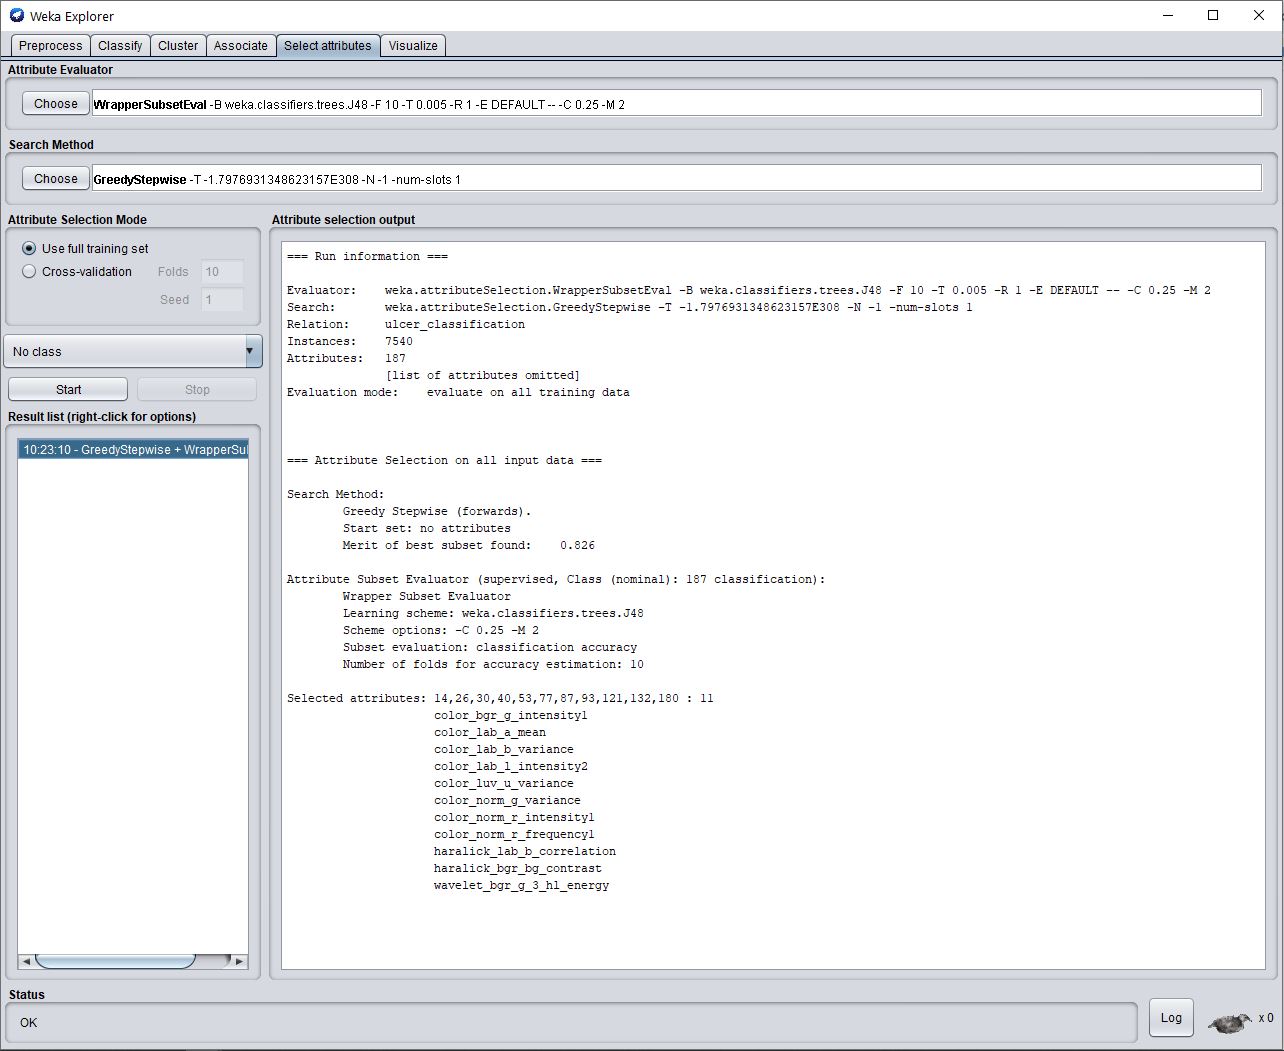 Weka Explorer
Preprocess Classify Cluster Associate Select attributes Visualize
Attribute Evaluator
Choose WrapperSubsetEval -B weka.classifiers.trees.J48 -F 10 -T 0.005 -R 1 -E DEFAULT -- -C 0.25 -M 2
Search Method
Choose GreedyStepwise -T -1.7976931348623157E308 -N -1 -num-slots 1
Attribute Selection Mode
Use full training set
Cross-validation Folds 10
Seed 1
No class
Start Stop
Result list (right-click for options)
10:23:10 - GreedyStepwise + WrapperSu
Attribute selection output
=== Run information ===
Evaluator: weka.attributeSelection.WrapperSubsetEval -B weka.classifiers.trees.J48 -F 10 -T 0.005 -R 1 -E DEFAULT -- -C 0.25 -M 2
Search: weka.attributeSelection.GreedyStepwise -T -1.7976931348623157E308 -N -1 -num-slots 1
Relation: ulcer_classification
Instances: 7540
Attributes: 187
[list of attributes omitted]
Evaluation mode: evaluate on all training data
=== Attribute Selection on all input data ===
Search Method:
Greedy Stepwise (forwards).
Start set: no attributes
Merit of best subset found: 0.826
Attribute Subset Evaluator (supervised, Class (nominal): 187 classification):
Wrapper Subset Evaluator
Learning scheme: weka.classifiers.trees.J48
Scheme options: -C 0.25 -M 2
Subset evaluation: classification accuracy
Number of folds for accuracy estimation: 10
Selected attributes: 14,26,30,40,53,77,87,93,121,132,180 : 11
color_bgr_g_intensity1
color_lab_a_mean
color_lab_b_variance
color_lab_l_intensity2
color_luv_u_variance
color_norm_g_variance
color_norm_r_intensity1
color_norm_r_frequency1
haralick_lab_b_correlation
haralick_bgr_bg_contrast
wavelet_bgr_g_3_hl_energy
Status
OK
Log
x 0